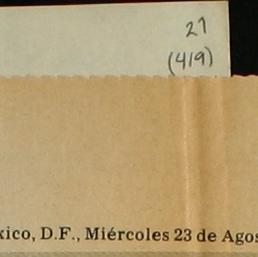 27
(419)
xico, D.F., Miércoles 23 de Agos